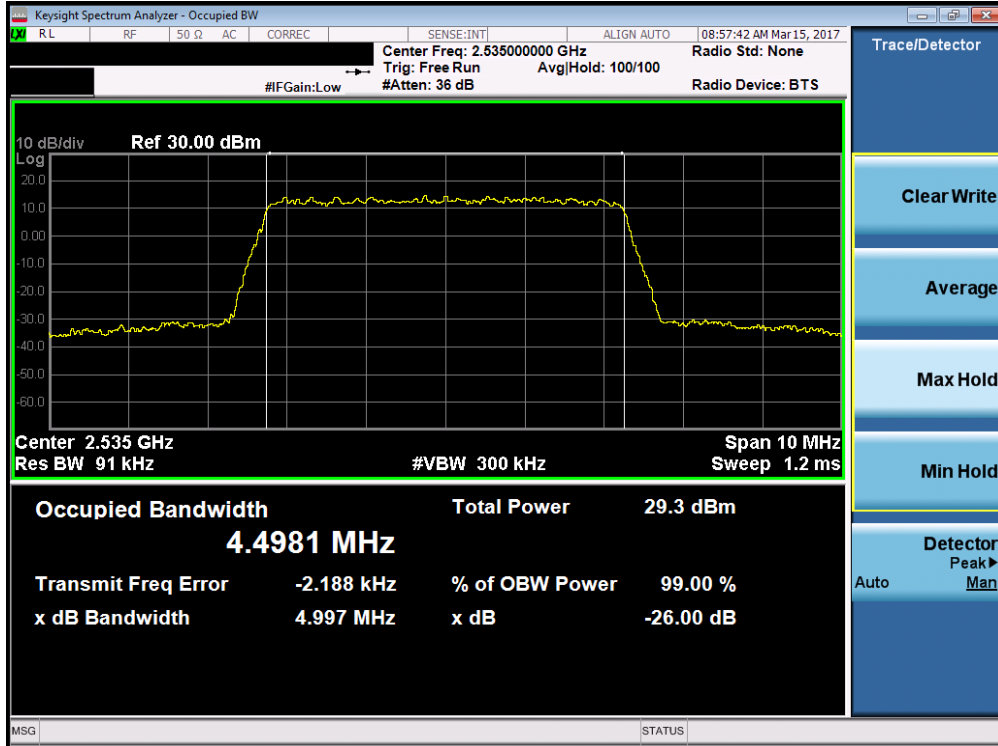 Keysight Spectrum Analyzer - Occupied BW
LXI RL RF 50 Ω AC CORREC SENSE:INT ALIGN AUTO 08:57:42 AM Mar 15, 2017
Center Freq: 2.535000000 GHz Radio Std: None
Trig: Free Run Avg|Hold: 100/100
#IFGain:Low #Atten: 36 dB Radio Device: BTS
10 dB/div Ref 30.00 dBm
Log
20.0
10.0
0.00
-10.0
-20.0
-30.0
-40.0
-50.0
-60.0
Center 2.535 GHz Span 10 MHz
Res BW 91 kHz #VBW 300 kHz Sweep 1.2 ms
Occupied Bandwidth Total Power 29.3 dBm
4.4981 MHz
Transmit Freq Error -2.188 kHz % of OBW Power 99.00 %
x dB Bandwidth 4.997 MHz x dB -26.00 dB
MSG STATUS
Trace/Detector
Clear Write
Average
Max Hold
Min Hold
Detector
Peak▶
Auto Man